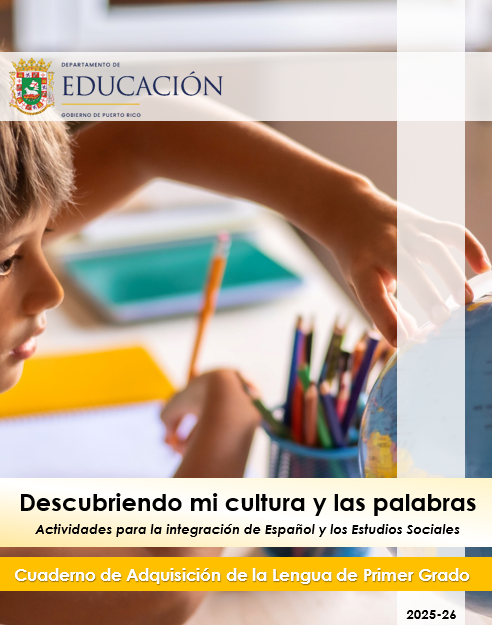 DEPARTAMENTO DE
EDUCACIÓN
GOBIERNO DE PUERTO RICO
Descubriendo mi cultura y las palabras
Actividades para la integración de Español y los Estudios Sociales
Cuaderno de Adquisición de la Lengua de Primer Grado
2025-26